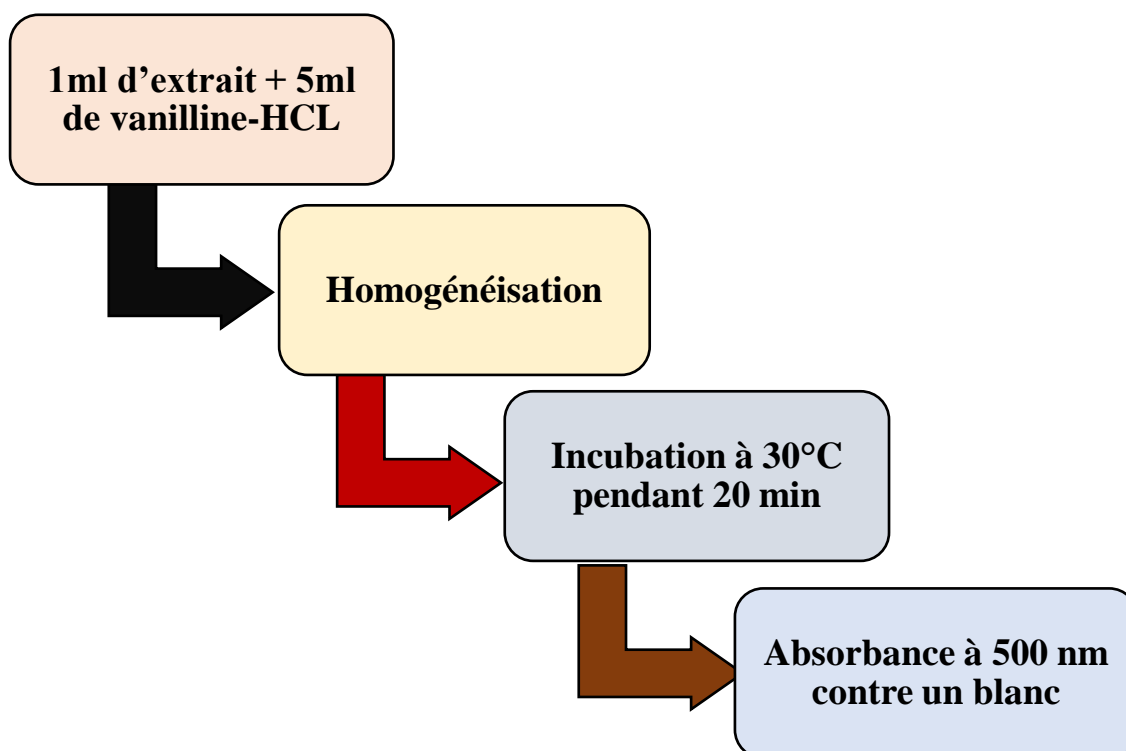 1ml d’extrait + 5ml
de vanilline-HCL
Homogénéisation
Incubation à 30°C
pendant 20 min
Absorbance à 500 nm
contre un blanc